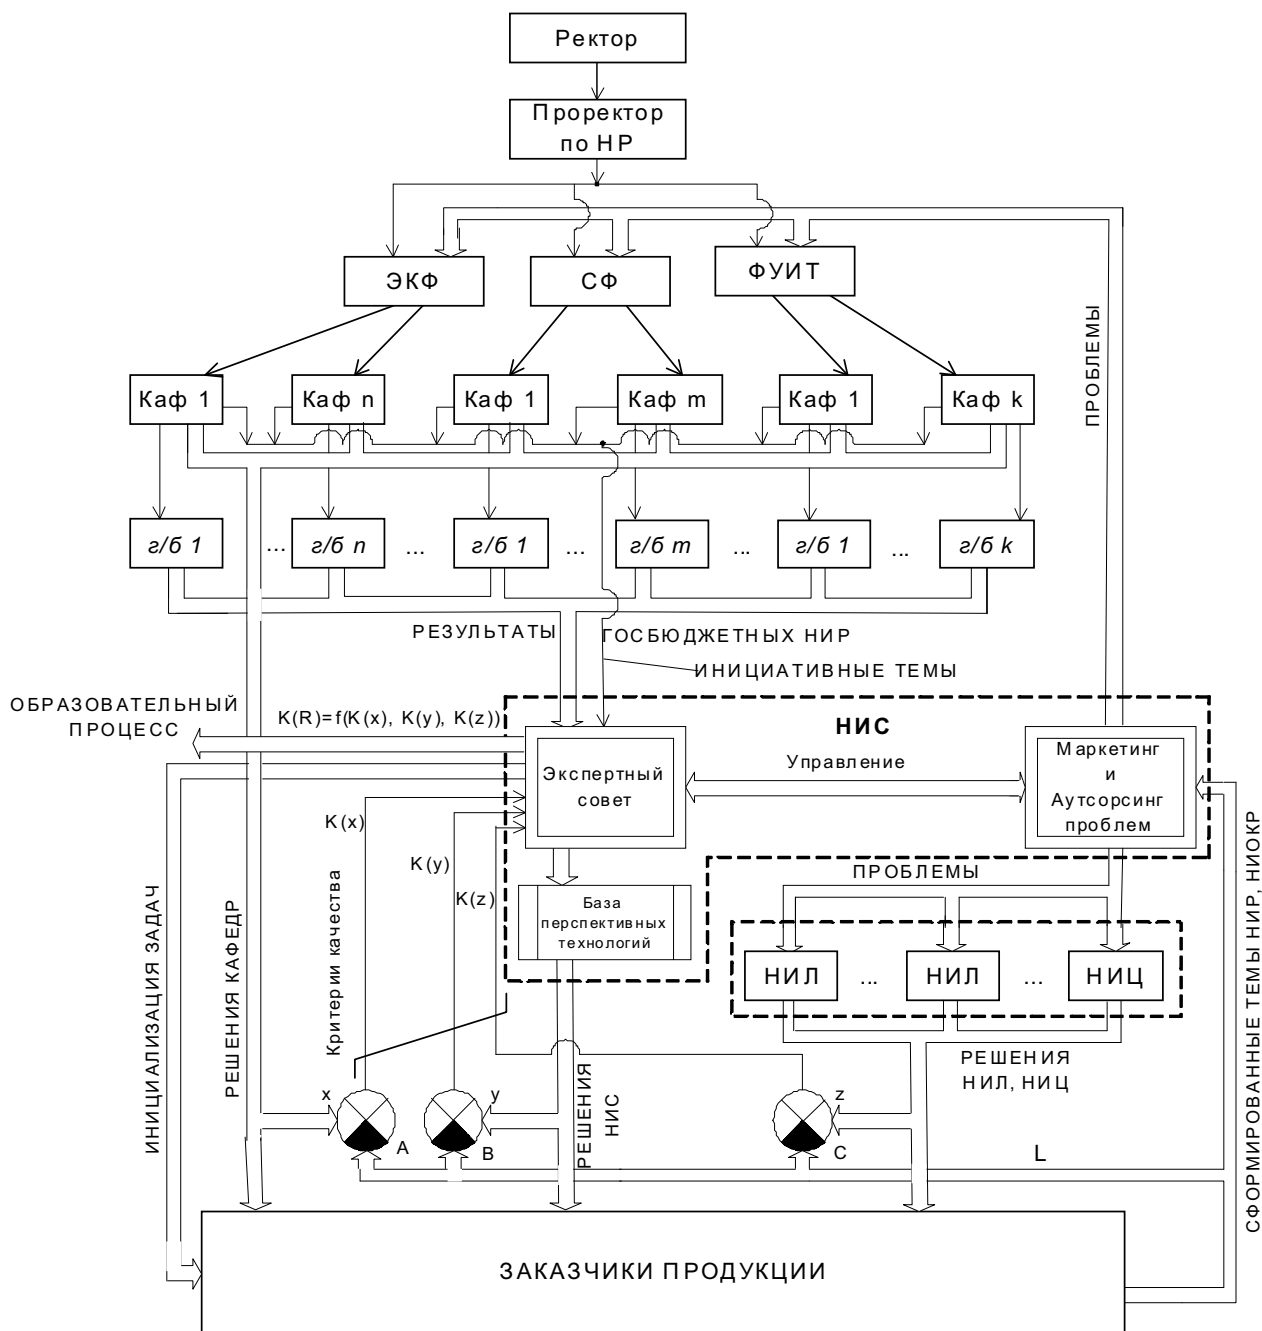 Ректор
Проректор
по НР
ЭКФ
СФ
ФУИТ
ПРОБЛЕМЫ
Каф 1
Каф n
Каф 1
Каф m
Каф 1
Каф k
г/б 1
...
г/б n
...
г/б 1
...
г/б m
...
г/б 1
...
г/б k
РЕЗУЛЬТАТЫ
ГОСБЮДЖЕТНЫХ НИР
ИНИЦИАТИВНЫЕ ТЕМЫ
ОБРАЗОВАТЕЛЬНЫЙ
ПРОЦЕСС
K(R)=f(K(x), K(y), K(z))
НИС
Экспертный
совет
Управление
Маркетинг
и
Аутсорсинг
проблем
K(x)
K(y)
K(z)
Критерии качества
База
перспективных
технологий
ПРОБЛЕМЫ
НИЛ
...
НИЛ
...
НИЦ
ИНИЦИАЛИЗАЦИЯ ЗАДАЧ
РЕШЕНИЯ КАФЕДР
РЕШЕНИЯ
НИС
РЕШЕНИЯ
НИЛ, НИЦ
СФОРМИРОВАННЫЕ ТЕМЫ НИР, НИОКР
x
y
z
A
B
C
L
ЗАКАЗЧИКИ ПРОДУКЦИИ